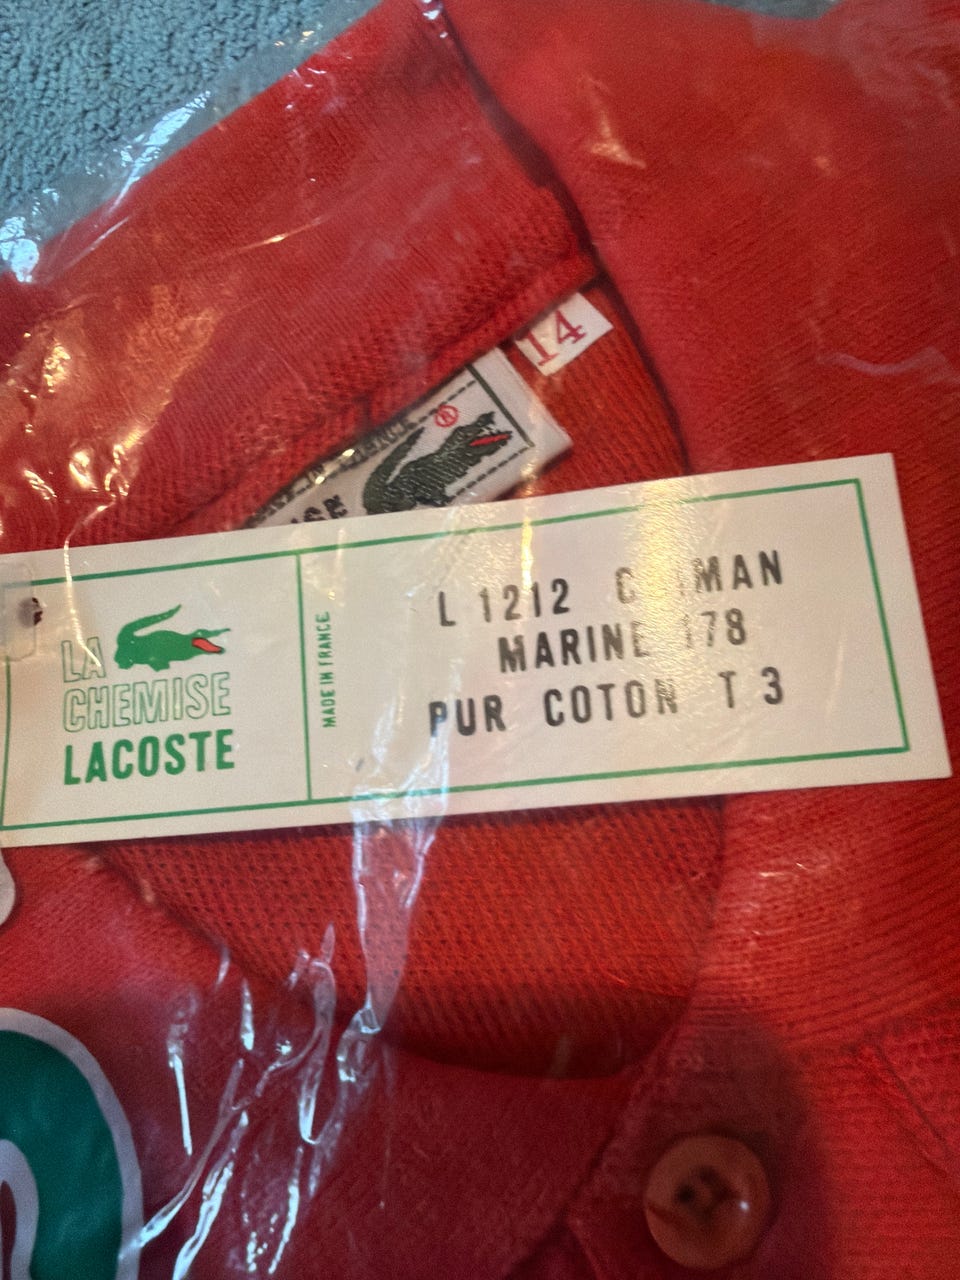 14
®
LA
CHEMISE
LACOSTE
MADE IN FRANCE
L 1212
MARINE 178
PUR COTON T 3